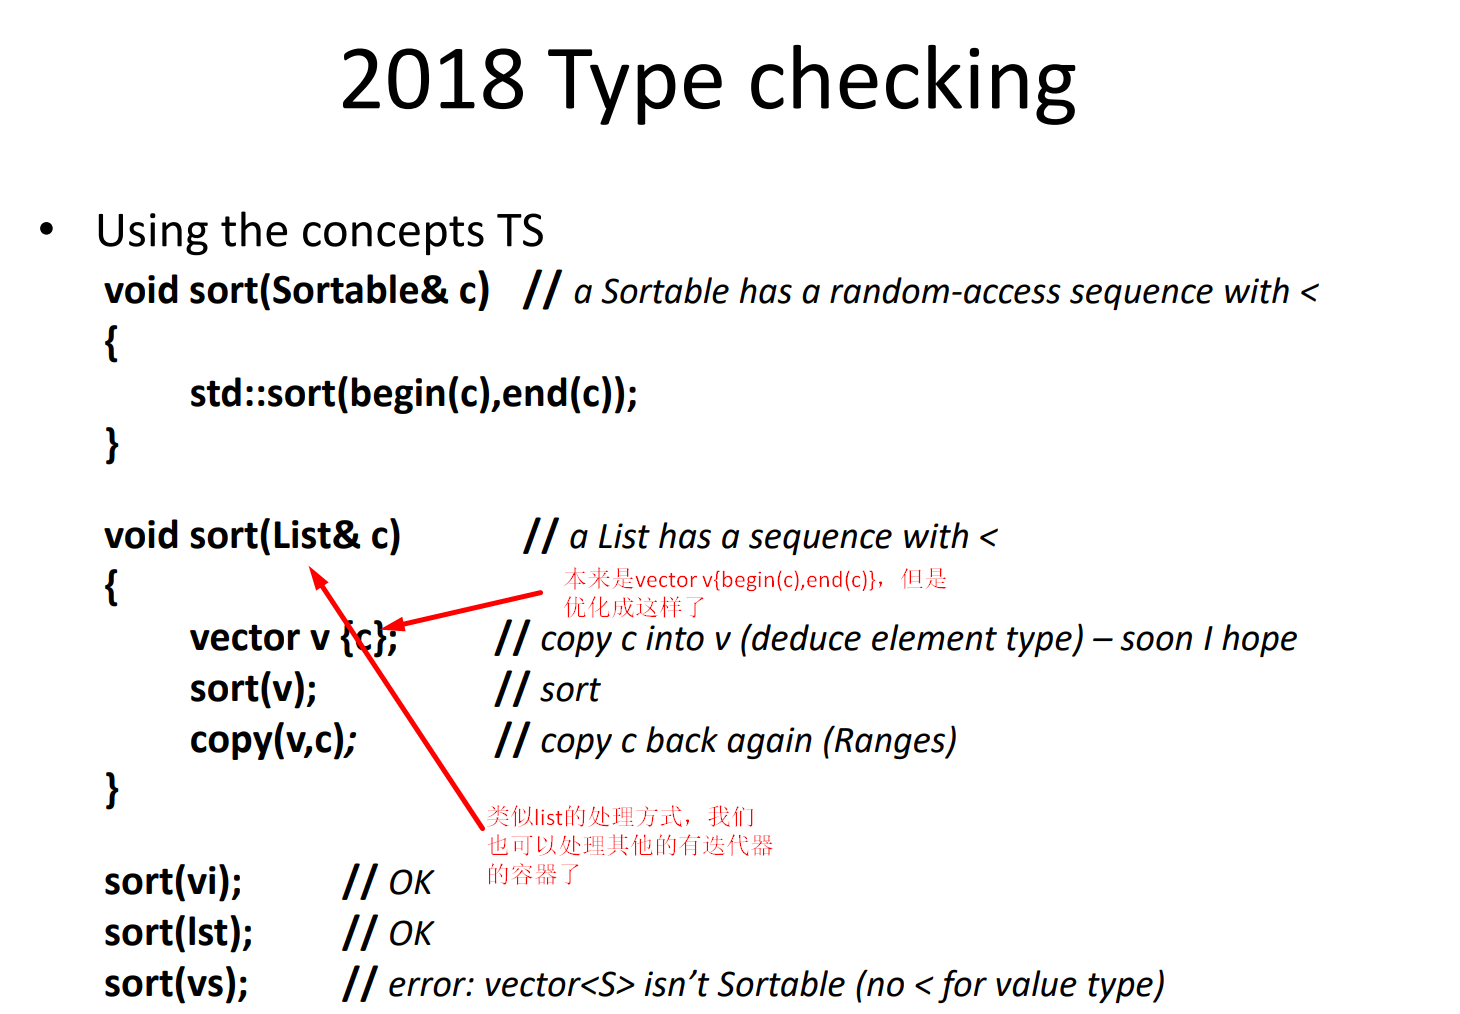 2018 Type checking
• Using the concepts TS
void sort(Sortable& c) // a Sortable has a random-access sequence with <
{
std::sort(begin(c),end(c));
}
void sort(List& c) // a List has a sequence with <
{
本来是vector v{begin(c),end(c)}，但是
优化成这样了
vector v {c}; // copy c into v (deduce element type) – soon I hope
sort(v); // sort
copy(v,c); // copy c back again (Ranges)
}
类似list的处理方式，我们
也可以处理其他的有迭代器
的容器了
sort(vi); // OK
sort(lst); // OK
sort(vs); // error: vector<S> isn’t Sortable (no < for value type)